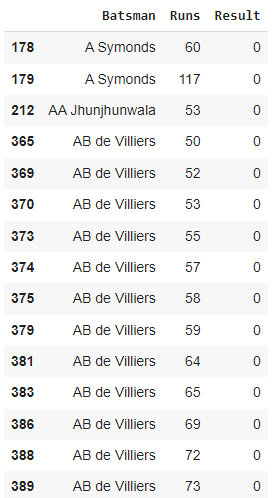 Batsman Runs Result
178 A Symonds 60 0
179 A Symonds 117 0
212 AA Jhunjhunwala 53 0
365 AB de Villiers 50 0
369 AB de Villiers 52 0
370 AB de Villiers 53 0
373 AB de Villiers 55 0
374 AB de Villiers 57 0
375 AB de Villiers 58 0
379 AB de Villiers 59 0
381 AB de Villiers 64 0
383 AB de Villiers 65 0
386 AB de Villiers 69 0
388 AB de Villiers 72 0
389 AB de Villiers 73 0